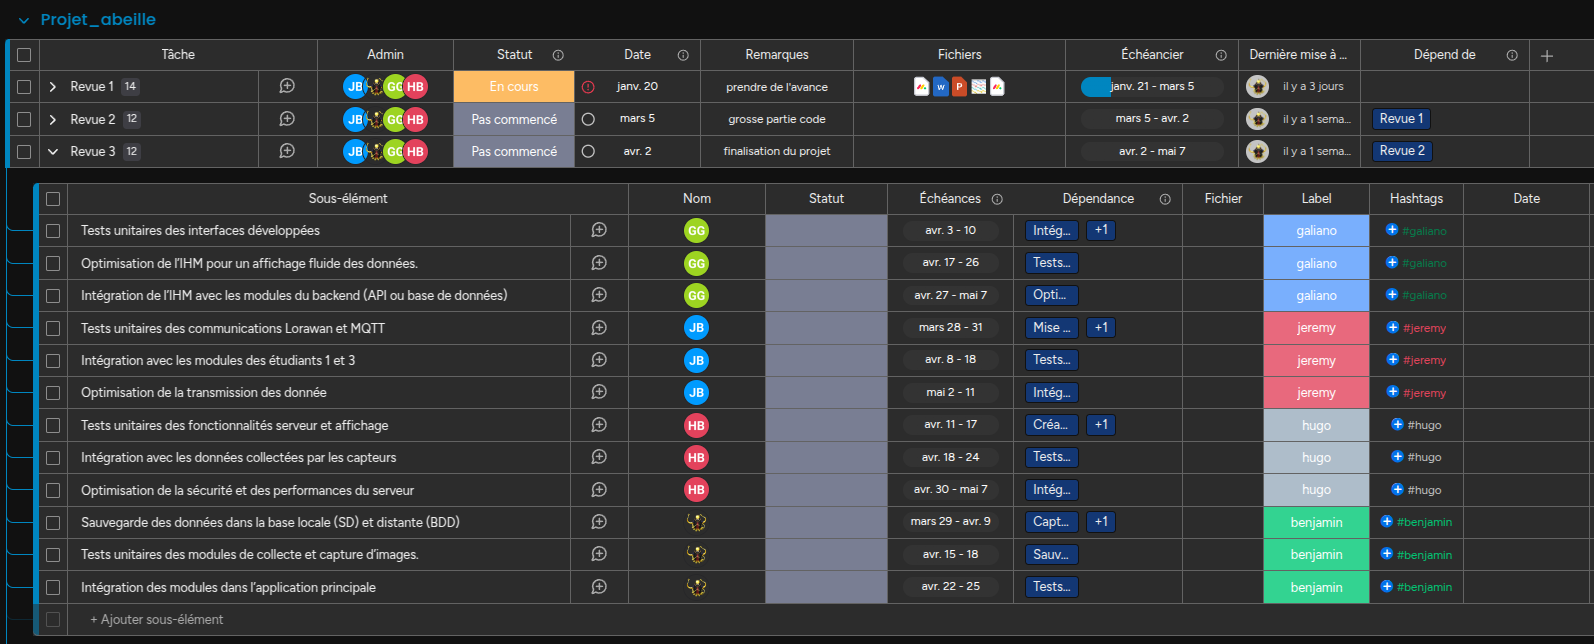 Projet_abeille
Tâche Admin Statut Date Remarques Fichiers Échéancier Dernière mise à ... Dépend de
Revue 1 14 JB GG HB En cours janv. 20 prendre de l'avance W P janv. 21 - mars 5 il y a 3 jours
Revue 2 12 JB GG HB Pas commencé mars 5 grosse partie code mars 5 - avr. 2 il y a 1 sema... Revue 1
Revue 3 12 JB GG HB Pas commencé avr. 2 finalisation du projet avr. 2 - mai 7 il y a 1 sema... Revue 2
Sous-élément Nom Statut Échéances Dépendance Fichier Label Hashtags Date
Tests unitaires des interfaces développées GG avr. 3 - 10 Intég... +1 galiano #galiano
Optimisation de l'IHM pour un affichage fluide des données. GG avr. 17 - 26 Tests... galiano #galiano
Intégration de l'IHM avec les modules du backend (API ou base de données) GG avr. 27 - mai 7 Opti... galiano #galiano
Tests unitaires des communications Lorawan et MQTT JB mars 28 - 31 Mise ... +1 jeremy #jeremy
Intégration avec les modules des étudiants 1 et 3 JB avr. 8 - 18 Tests... jeremy #jeremy
Optimisation de la transmission des donnée JB mai 2 - 11 Intég... jeremy #jeremy
Tests unitaires des fonctionnalités serveur et affichage HB avr. 11 - 17 Créa... +1 hugo #hugo
Intégration avec les données collectées par les capteurs HB avr. 18 - 24 Tests... hugo #hugo
Optimisation de la sécurité et des performances du serveur HB avr. 30 - mai 7 Intég... hugo #hugo
Sauvegarde des données dans la base locale (SD) et distante (BDD) mars 29 - avr. 9 Capt... +1 benjamin #benjamin
Tests unitaires des modules de collecte et capture d'images. avr. 15 - 18 Sauv... benjamin #benjamin
Intégration des modules dans l'application principale avr. 22 - 25 Tests... benjamin #benjamin
+ Ajouter sous-élément